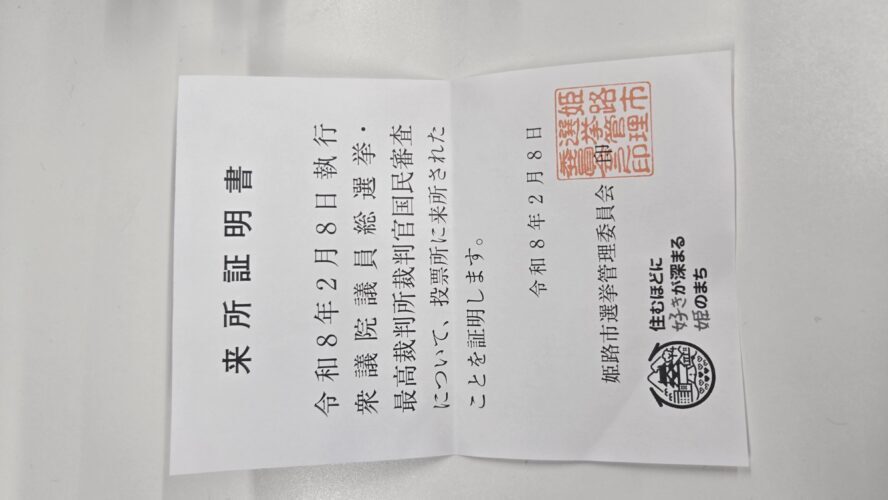 来所証明書
令和8年2月8日執行
衆議院議員総選挙・
最高裁判所裁判官国民審査
について、投票所に来所された
ことを証明します。
令和8年2月8日
姫路市選挙管理委員会 印
姫路市
選挙管理
委員会印
住むほどに
好きが深まる
姫のまち